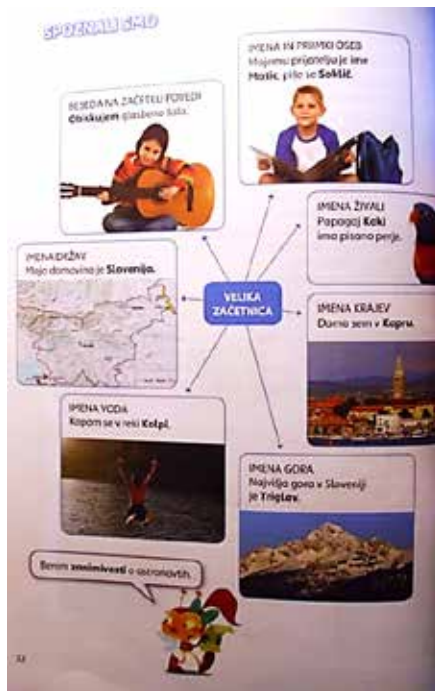 SPOZNALI SMO
IMENA IN PRIIMKI OSEB
Mojemu prijatelju je ime
Matic, piše se Soklič.
BESEDA NA ZAČETKU POVEDI
Obiskujem glasbeno šolo.
IMENA ŽIVALI
Papagaj Koki
ima pisano perje.
IMENA DRŽAV
Moja domovina je Slovenija.
VELIKA
ZAČETNICA
IMENA KRAJEV
Doma sem v Kopru.
IMENA VODA
Kopam se v reki Kolpi.
IMENA GORA
Najvišja gora v Sloveniji
je Triglav.
Berem zanimivosti o astronavtih.
32